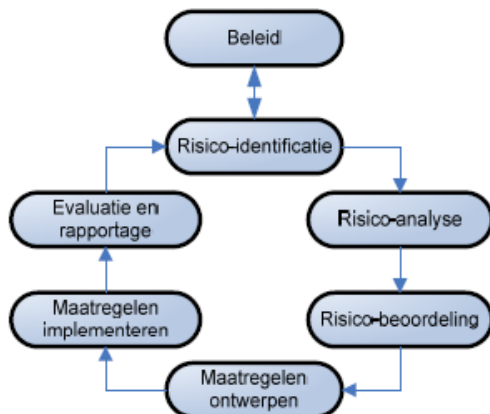 Beleid
Risico-identificatie
Evaluatie en
rapportage
Risico-analyse
Maatregelen
implementeren
Risico-beoordeling
Maatregelen
ontwerpen